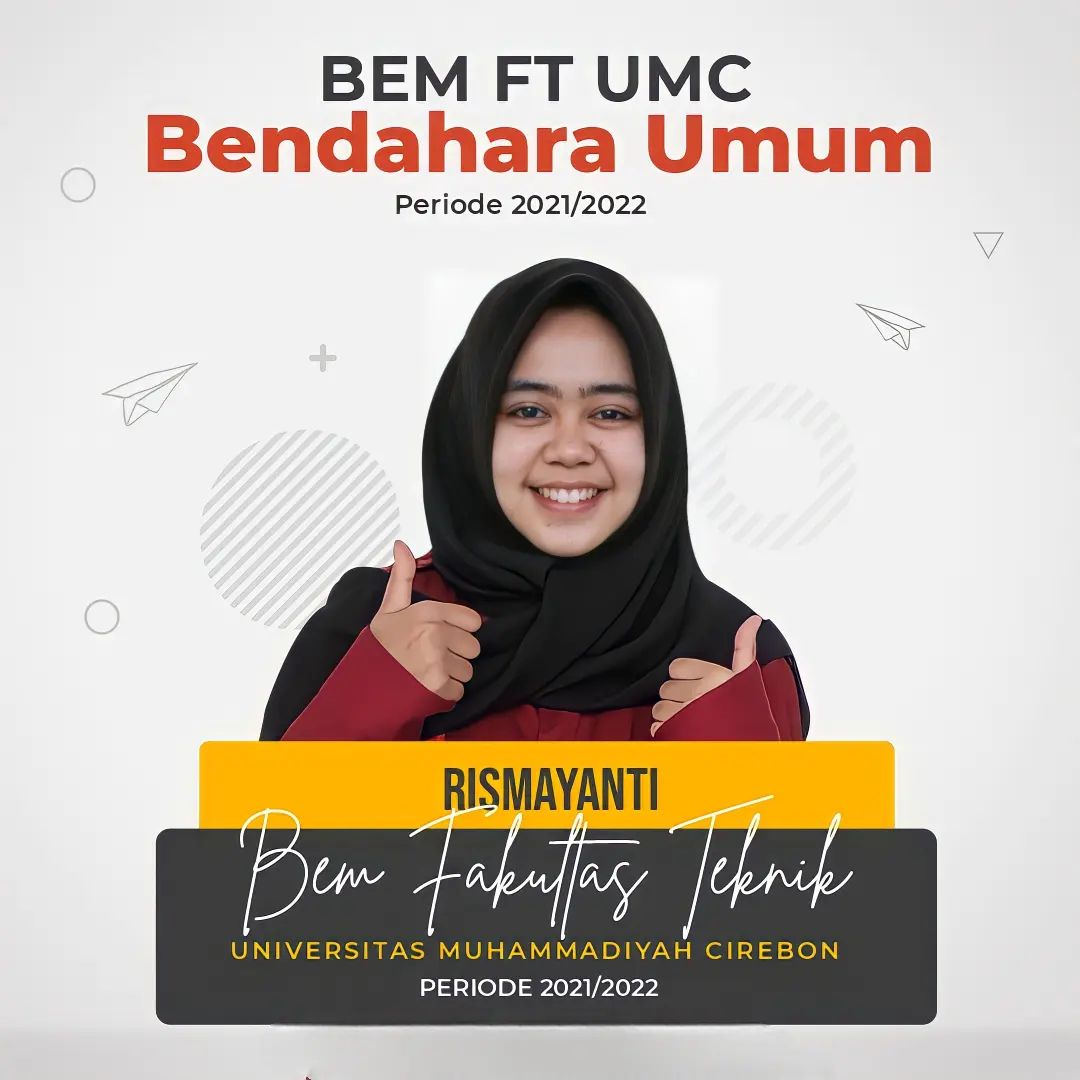 BEM FT UMC
Bendahara Umum
Periode 2021/2022
RISMAYANTI
Bem Fakultas Teknik
UNIVERSITAS MUHAMMADIYAH CIREBON
PERIODE 2021/2022